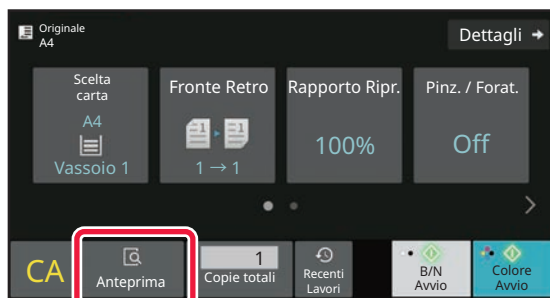 Originale
A4
Dettagli
Scelta
carta
A4
Vassoio 1
Fronte Retro
1 → 1
Rapporto Ripr.
100%
Pinz. / Forat.
Off
CA
Anteprima
1
Copie totali
Recenti
Lavori
B/N
Avvio
Colore
Avvio